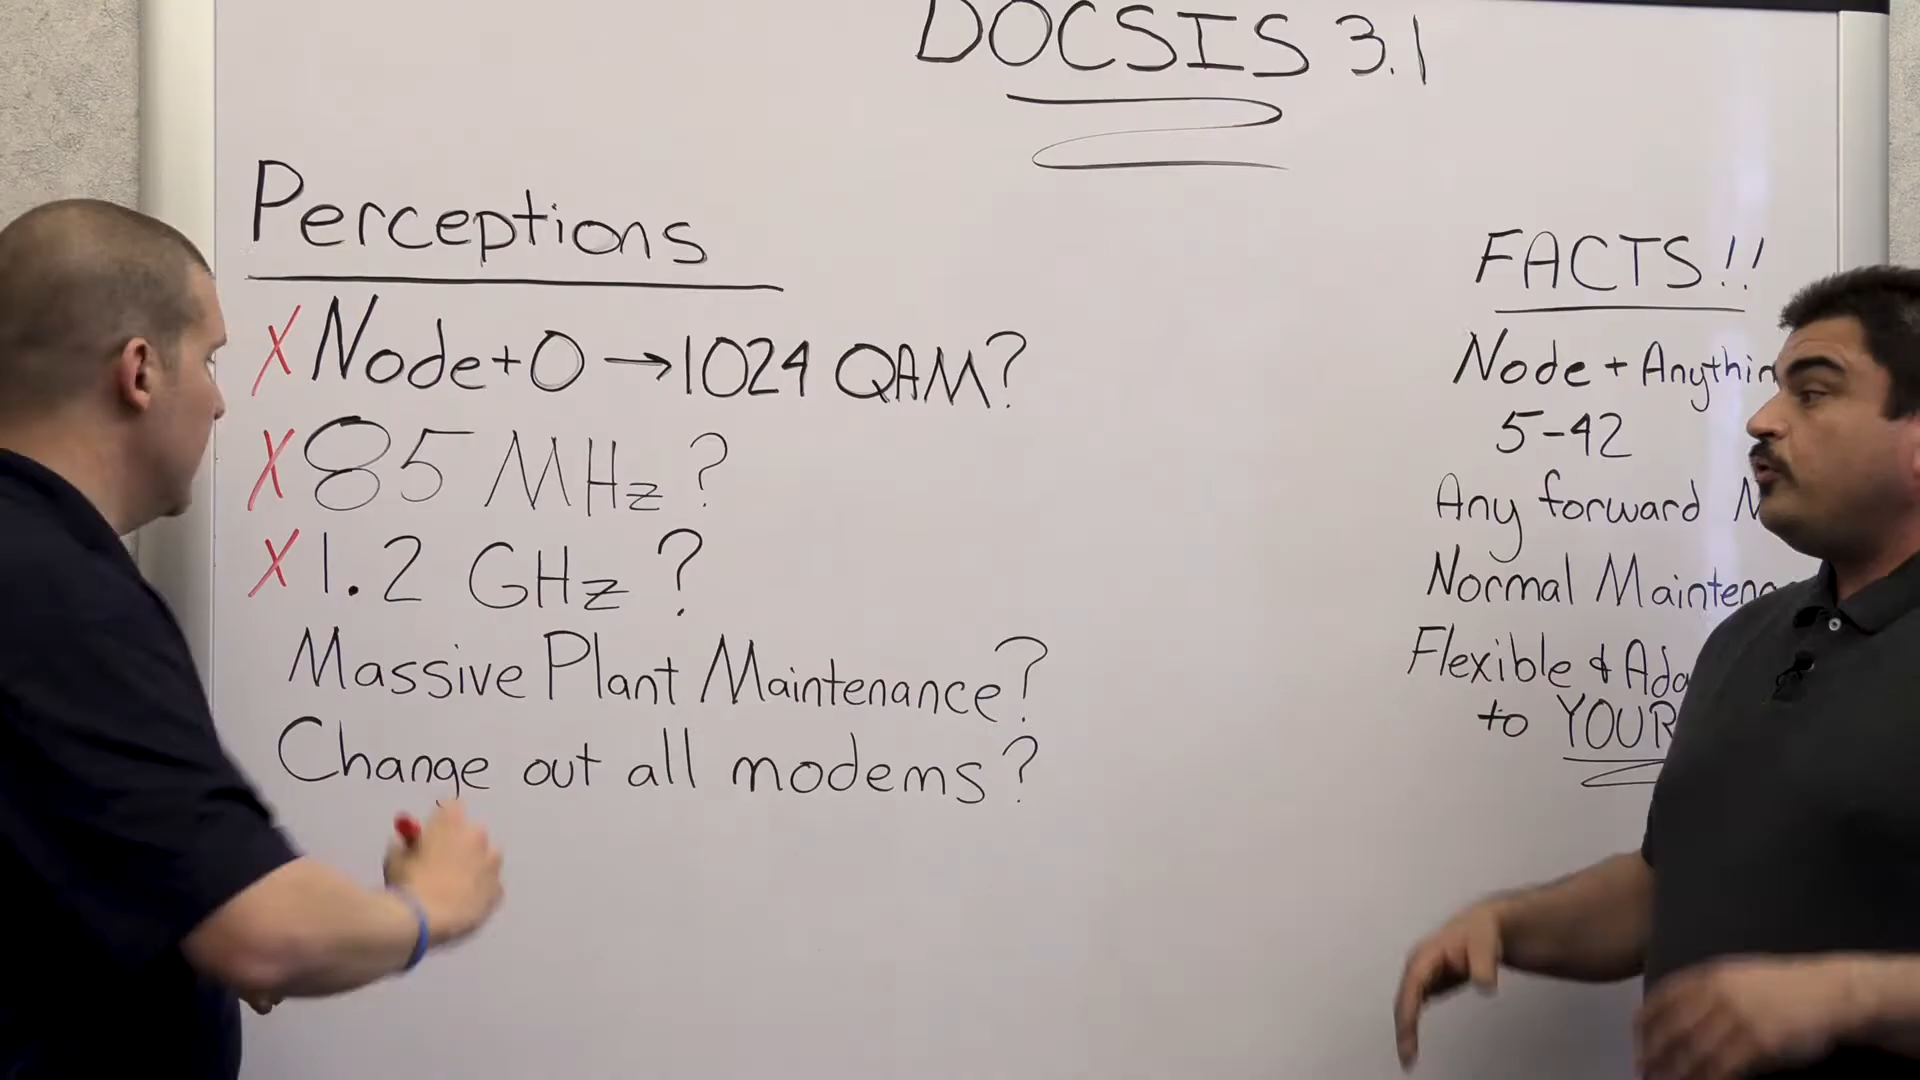 DOCSIS 3.1
Perceptions
X Node+0 → 1024 QAM?
X 85 MHz ?
X 1.2 GHz ?
Massive Plant Maintenance?
Change out all modems?
FACTS!!
Node + Anythin
5-42
Any forward
Normal Maintena
Flexible & Ada
to YOUR